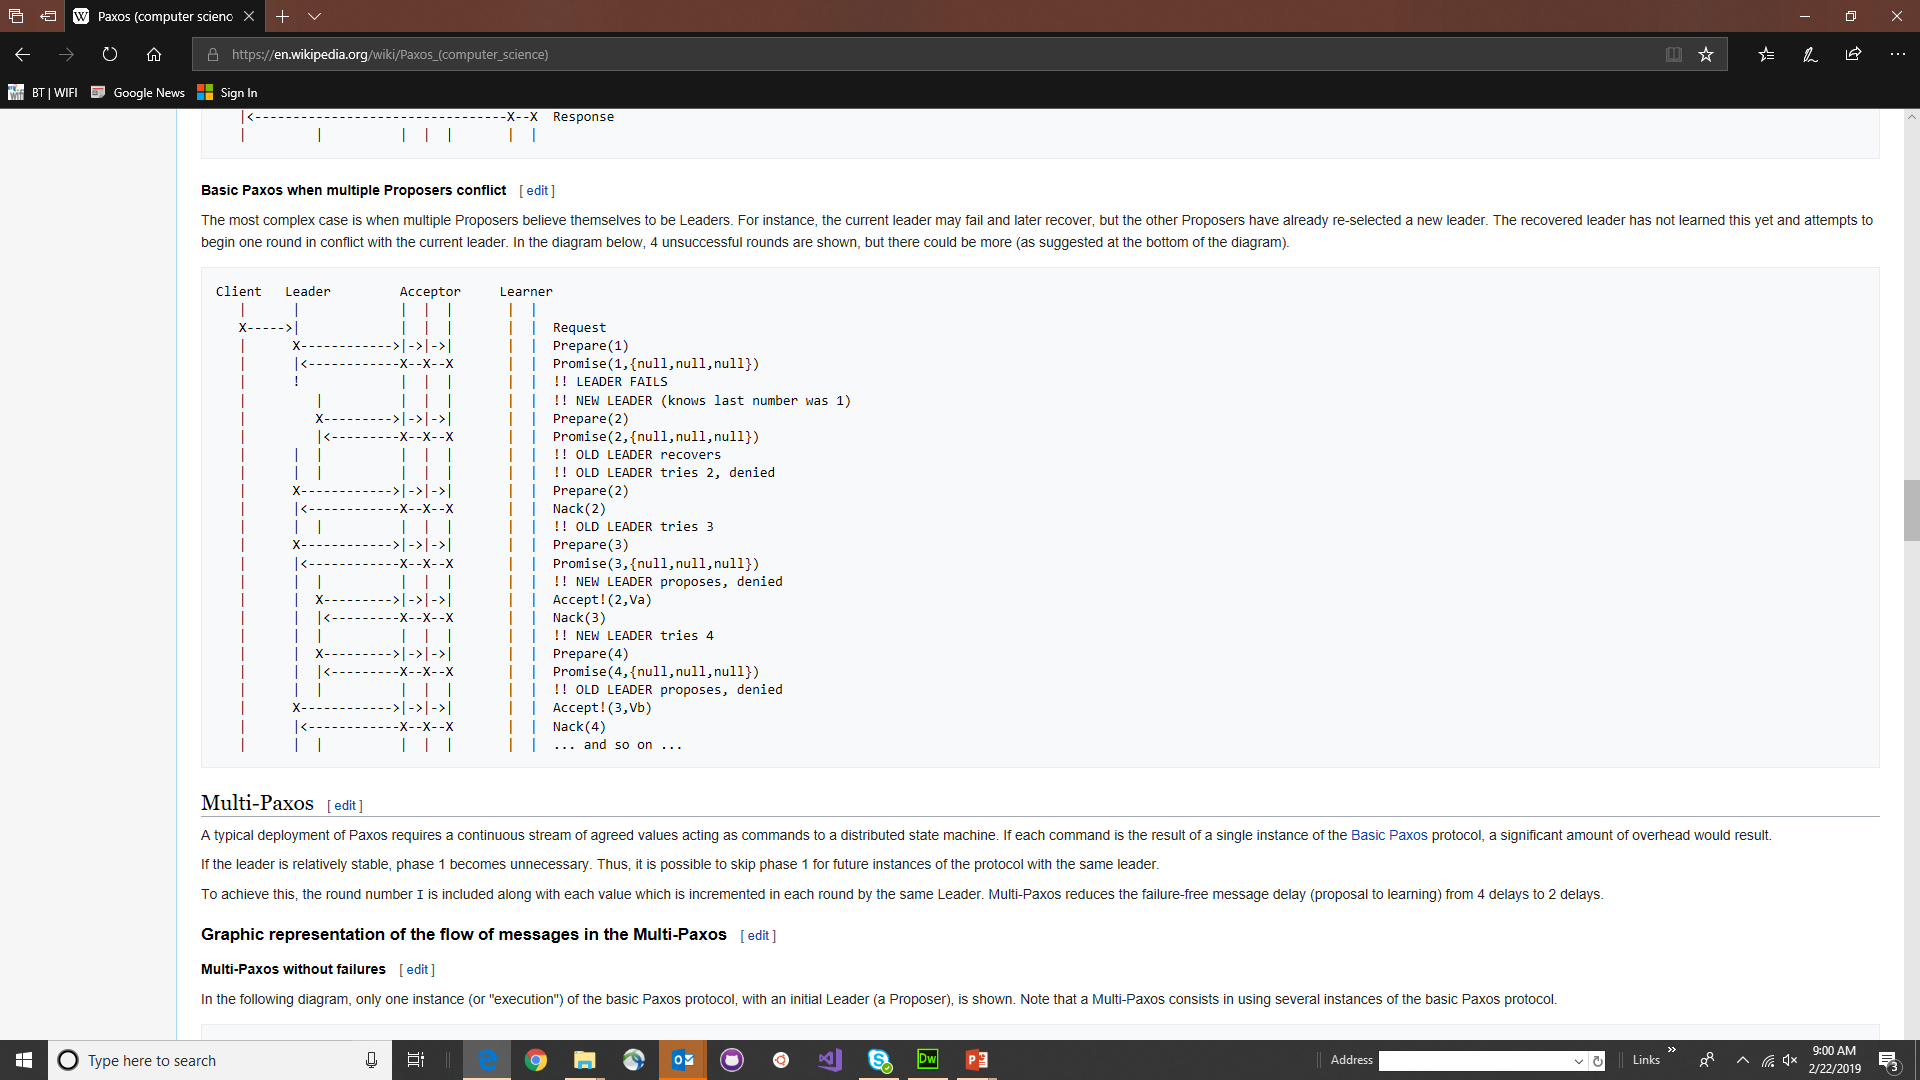 Paxos (computer scienc
https://en.wikipedia.org/wiki/Paxos_(computer_science)
BT | WIFI
Google News
Sign In
   |<---------------------------------X--X  Response
   |         |          |  |  |       |  |
Basic Paxos when multiple Proposers conflict [ edit ]
The most complex case is when multiple Proposers believe themselves to be Leaders. For instance, the current leader may fail and later recover, but the other Proposers have already re-selected a new leader. The recovered leader has not learned this yet and attempts to
begin one round in conflict with the current leader. In the diagram below, 4 unsuccessful rounds are shown, but there could be more (as suggested at the bottom of the diagram).
Client   Leader         Acceptor     Learner
   |      |             |  |  |       |  |
   X----->|             |  |  |       |  |  Request
   |      X------------>|->|->|       |  |  Prepare(1)
   |      |<------------X--X--X       |  |  Promise(1,{null,null,null})
   |      !             |  |  |       |  |  !! LEADER FAILS
   |         |          |  |  |       |  |  !! NEW LEADER (knows last number was 1)
   |         X--------->|->|->|       |  |  Prepare(2)
   |         |<---------X--X--X       |  |  Promise(2,{null,null,null})
   |      |  |          |  |  |       |  |  !! OLD LEADER recovers
   |      |  |          |  |  |       |  |  !! OLD LEADER tries 2, denied
   |      X------------>|->|->|       |  |  Prepare(2)
   |      |<------------X--X--X       |  |  Nack(2)
   |      |  |          |  |  |       |  |  !! OLD LEADER tries 3
   |      X------------>|->|->|       |  |  Prepare(3)
   |      |<------------X--X--X       |  |  Promise(3,{null,null,null})
   |      |  |          |  |  |       |  |  !! NEW LEADER proposes, denied
   |      |  X--------->|->|->|       |  |  Accept!(2,Va)
   |      |  |<---------X--X--X       |  |  Nack(3)
   |      |  |          |  |  |       |  |  !! NEW LEADER tries 4
   |      |  X--------->|->|->|       |  |  Prepare(4)
   |      |  |<---------X--X--X       |  |  Promise(4,{null,null,null})
   |      |  |          |  |  |       |  |  !! OLD LEADER proposes, denied
   |      X------------>|->|->|       |  |  Accept!(3,Vb)
   |      |<------------X--X--X       |  |  Nack(4)
   |      |  |          |  |  |       |  |  ... and so on ...
Multi-Paxos [ edit ]
A typical deployment of Paxos requires a continuous stream of agreed values acting as commands to a distributed state machine. If each command is the result of a single instance of the Basic Paxos protocol, a significant amount of overhead would result.
If the leader is relatively stable, phase 1 becomes unnecessary. Thus, it is possible to skip phase 1 for future instances of the protocol with the same leader.
To achieve this, the round number I is included along with each value which is incremented in each round by the same Leader. Multi-Paxos reduces the failure-free message delay (proposal to learning) from 4 delays to 2 delays.
Graphic representation of the flow of messages in the Multi-Paxos [ edit ]
Multi-Paxos without failures [ edit ]
In the following diagram, only one instance (or "execution") of the basic Paxos protocol, with an initial Leader (a Proposer), is shown. Note that a Multi-Paxos consists in using several instances of the basic Paxos protocol.
Type here to search
Dw
Address
Links
9:00 AM
2/22/2019
3